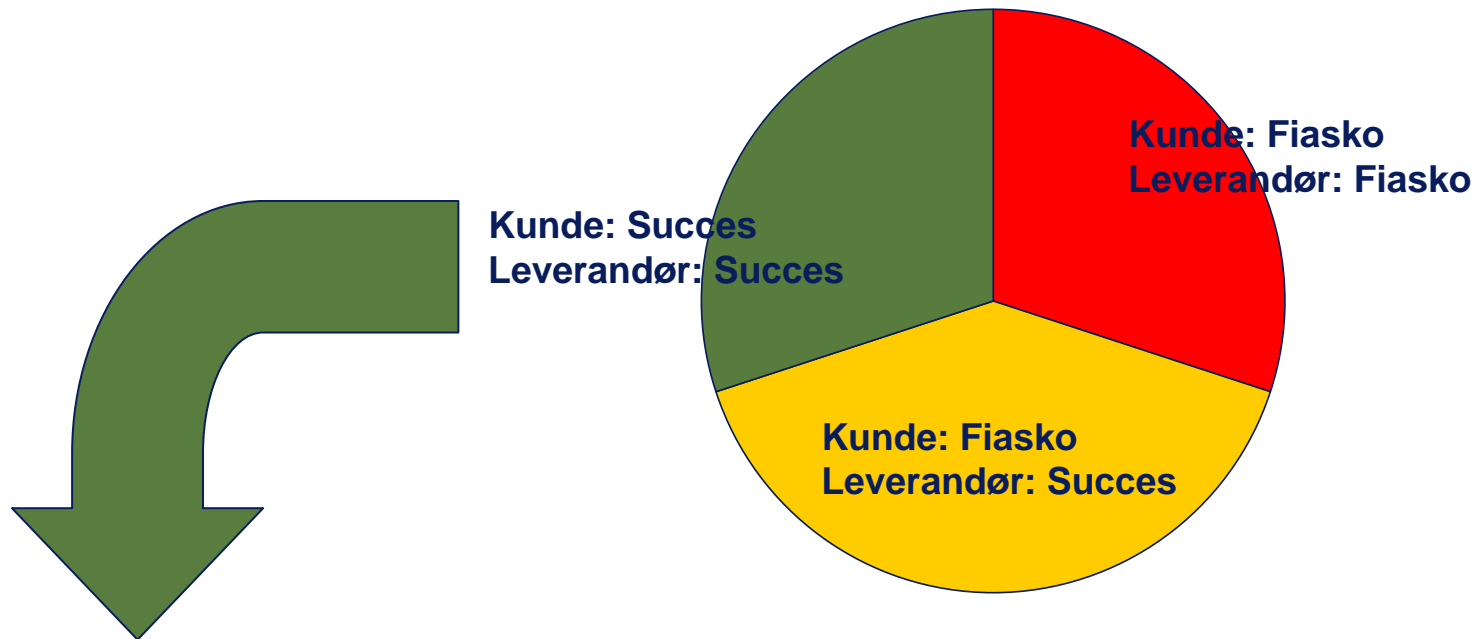 Kunde: Succes
Leverandør: Succes
Kunde: Fiasko
Leverandør: Fiasko
Kunde: Fiasko
Leverandør: Succes